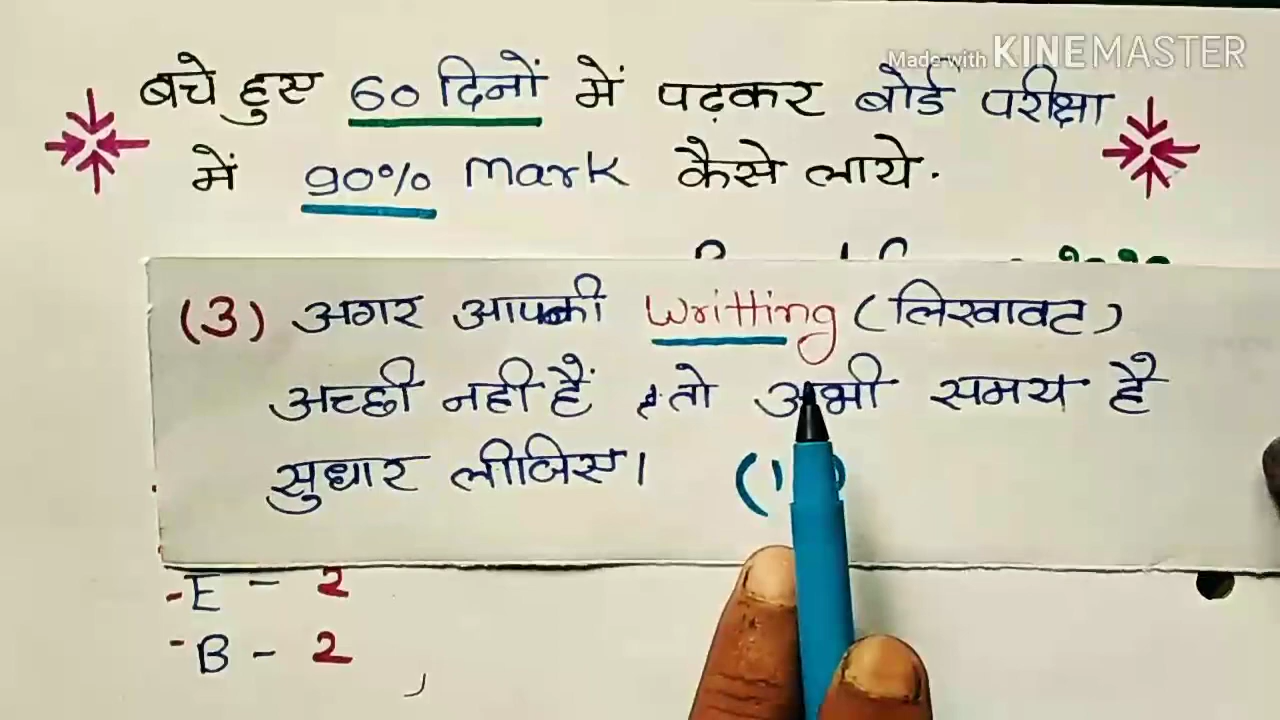 Made with KINEMASTER
बचे हुए 60 दिनों में पढ़कर बोर्ड परीक्षा
में 90% Mark कैसे लाये.
(3) अगर आपकी Writting (लिखावट)
अच्छी नही हैं तो अभी समय है
सुधार लीजिए।
- E - 2
- B - 2